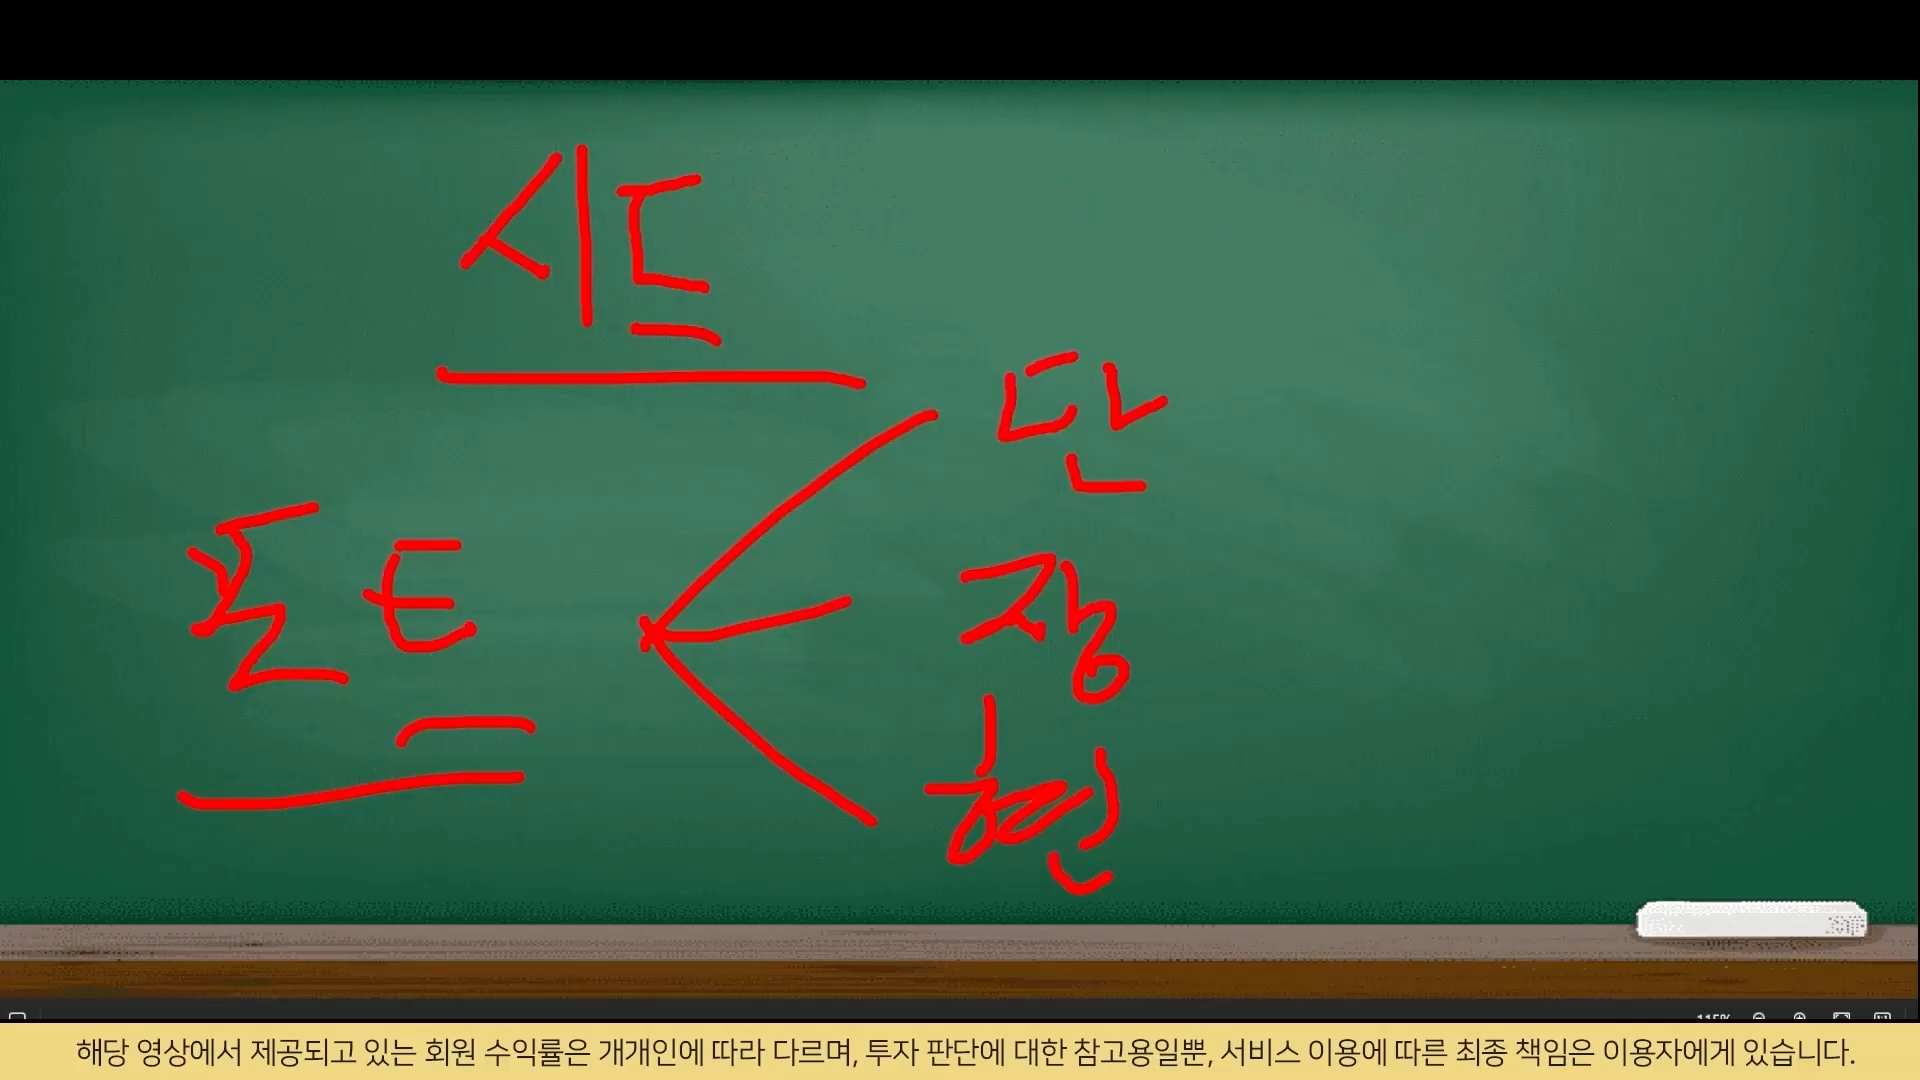 시드
단
포트
장
현
115%
해당 영상에서 제공되고 있는 회원 수익률은 개개인에 따라 다르며, 투자 판단에 대한 참고용일뿐, 서비스 이용에 따른 최종 책임은 이용자에게 있습니다.